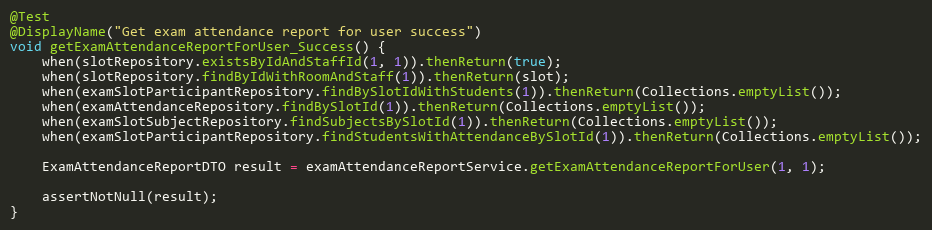 @Test
@DisplayName("Get exam attendance report for user success")
void getExamAttendanceReportForUser_Success() {
    when(slotRepository.existsByIdAndStaffId(1, 1)).thenReturn(true);
    when(slotRepository.findByIdWithRoomAndStaff(1)).thenReturn(slot);
    when(examSlotParticipantRepository.findBySlotIdWithStudents(1)).thenReturn(Collections.emptyList());
    when(examAttendanceRepository.findBySlotId(1)).thenReturn(Collections.emptyList());
    when(examSlotSubjectRepository.findSubjectsBySlotId(1)).thenReturn(Collections.emptyList());
    when(examSlotParticipantRepository.findStudentsWithAttendanceBySlotId(1)).thenReturn(Collections.emptyList());

    ExamAttendanceReportDTO result = examAttendanceReportService.getExamAttendanceReportForUser(1, 1);

    assertNotNull(result);
}